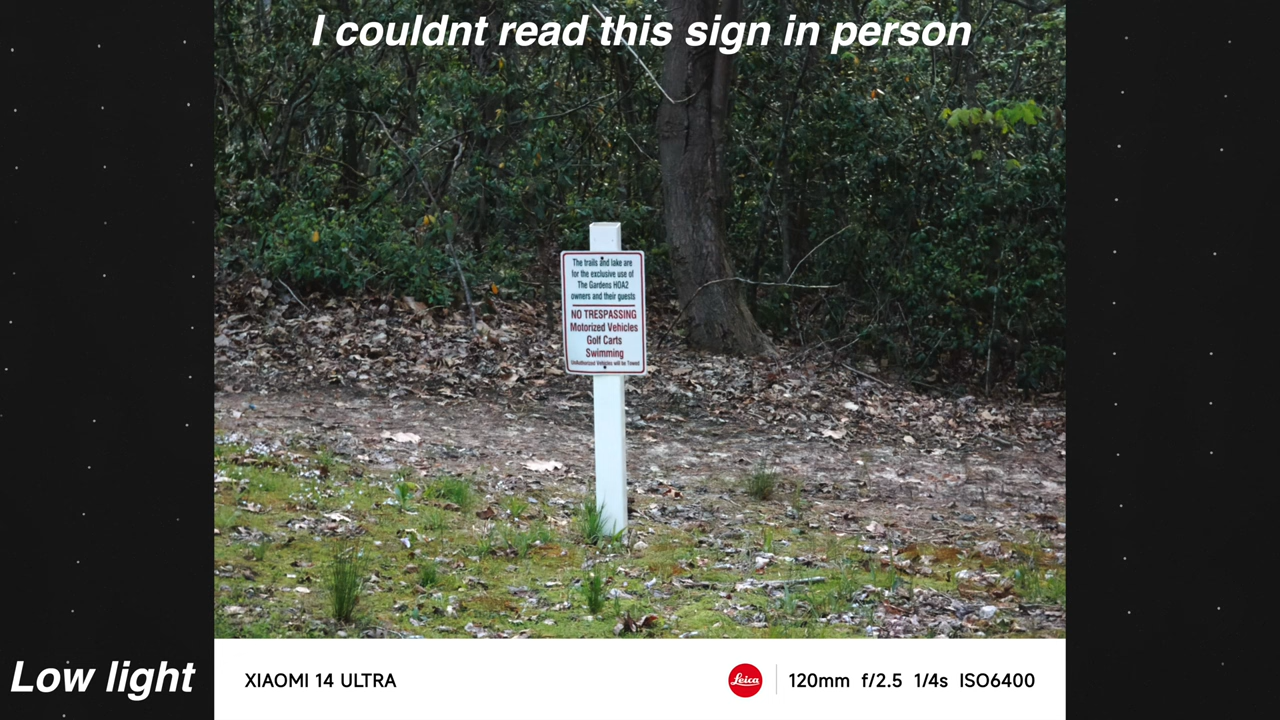 I couldnt read this sign in person
The trails and lake are
for the exclusive use of
The Gardens HOA2
owners and their guests
NO TRESPASSING
Motorized Vehicles
Golf Carts
Swimming
Unauthorized Vehicles will be Towed
Low light
XIAOMI 14 ULTRA
Leica
120mm f/2.5 1/4s ISO6400